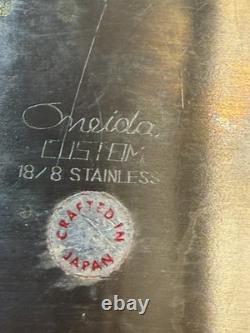 Oneida
CUSTOM
18/8 STAINLESS
CRAFTED-IN
JAPAN
ebay